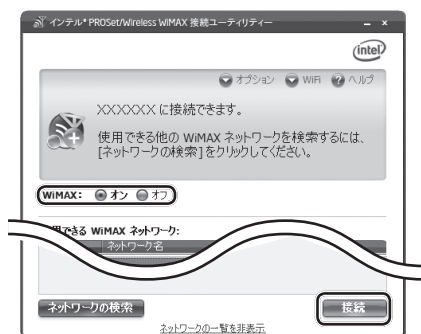 インテル® PROSet/Wireless WiMAX 接続ユーティリティー
intel
オプション WiFi ヘルプ
XXXXXX に接続できます。
使用できる他の WiMAX ネットワークを検索するには、
[ネットワークの検索] をクリックしてください。
WiMAX: オン オフ
用できる WiMAX ネットワーク:
ネットワーク名
ネットワークの検索 接続
ネットワークの一覧を非表示